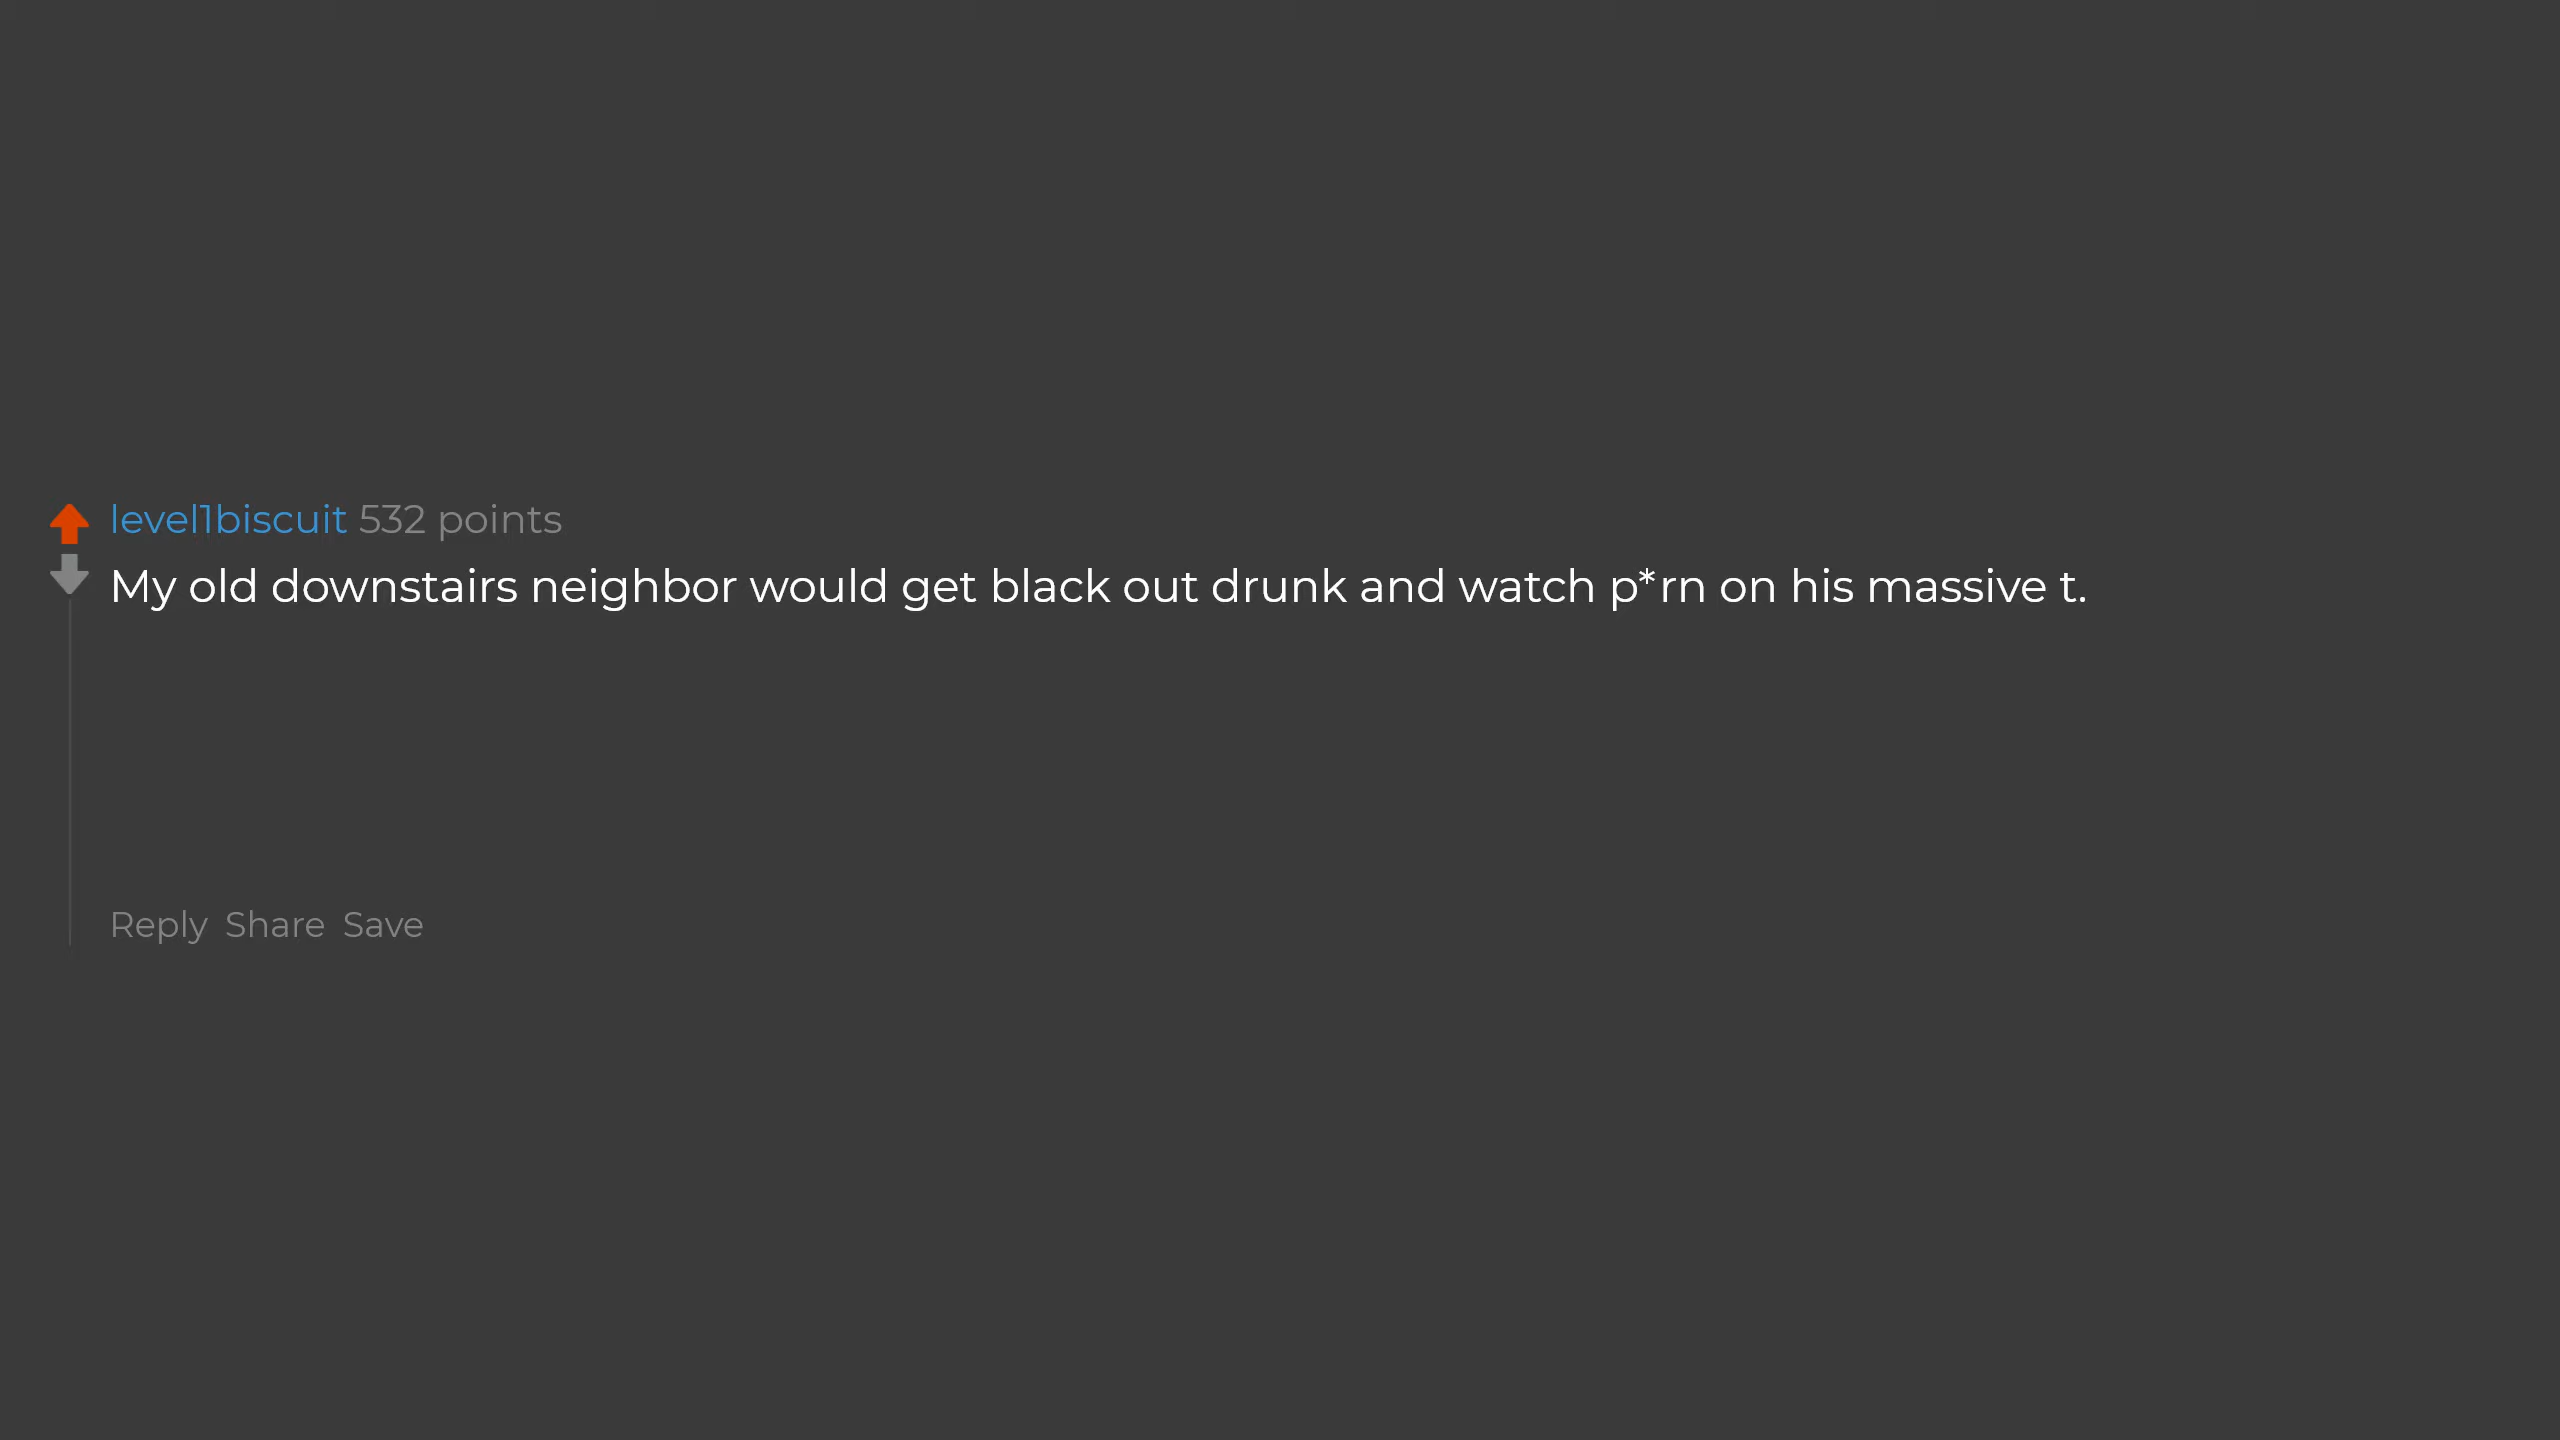 level1biscuit 532 points
My old downstairs neighbor would get black out drunk and watch p*rn on his massive t.
Reply Share Save